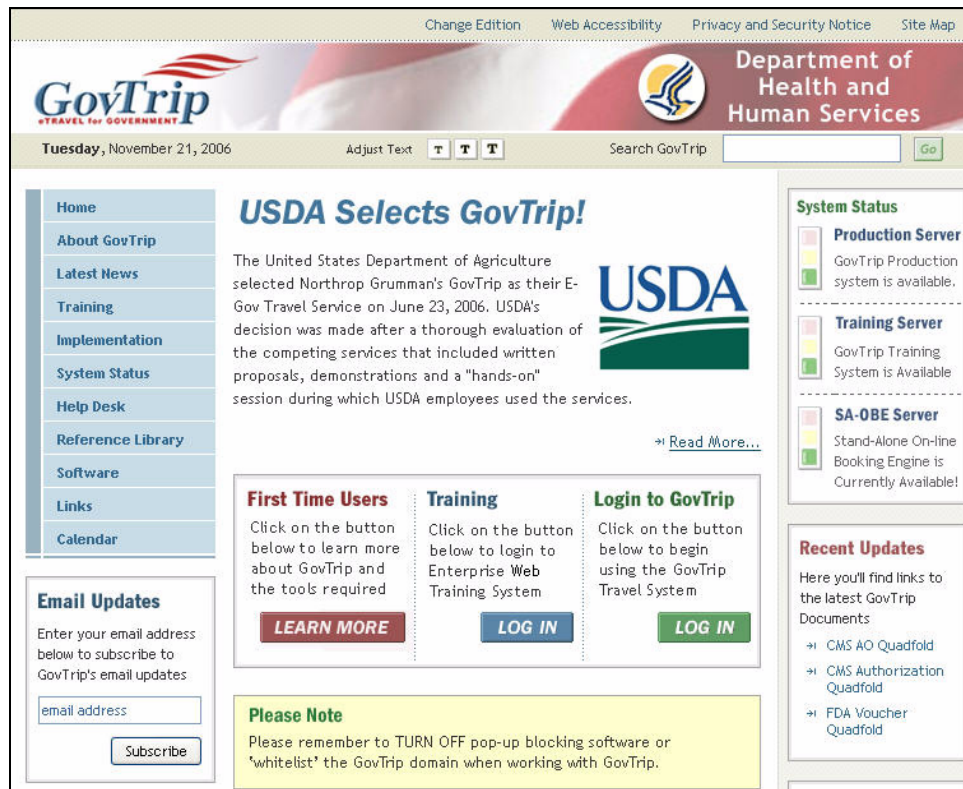 Change Edition Web Accessibility Privacy and Security Notice Site Map
GovTrip
eTRAVEL for GOVERNMENT
Department of
Health and
Human Services
Tuesday, November 21, 2006 Adjust Text T T T Search GovTrip Go
Home
About GovTrip
Latest News
Training
Implementation
System Status
Help Desk
Reference Library
Software
Links
Calendar
Email Updates
Enter your email address
below to subscribe to
GovTrip's email updates
email address
Subscribe
USDA Selects GovTrip!
The United States Department of Agriculture
selected Northrop Grumman's GovTrip as their E-
Gov Travel Service on June 23, 2006. USDA's
decision was made after a thorough evaluation of
the competing services that included written
proposals, demonstrations and a "hands-on"
session during which USDA employees used the services.
USDA
Read More...
First Time Users
Click on the button
below to learn more
about GovTrip and
the tools required
LEARN MORE
Training
Click on the button
below to login to
Enterprise Web
Training System
LOG IN
Login to GovTrip
Click on the button
below to begin
using the GovTrip
Travel System
LOG IN
Please Note
Please remember to TURN OFF pop-up blocking software or
'whitelist' the GovTrip domain when working with GovTrip.
System Status
Production Server
GovTrip Production
system is available.
Training Server
GovTrip Training
System is Available
SA-OBE Server
Stand-Alone On-line
Booking Engine is
Currently Available!
Recent Updates
Here you'll find links to
the latest GovTrip
Documents
CMS AO Quadfold
CMS Authorization
Quadfold
FDA Voucher
Quadfold